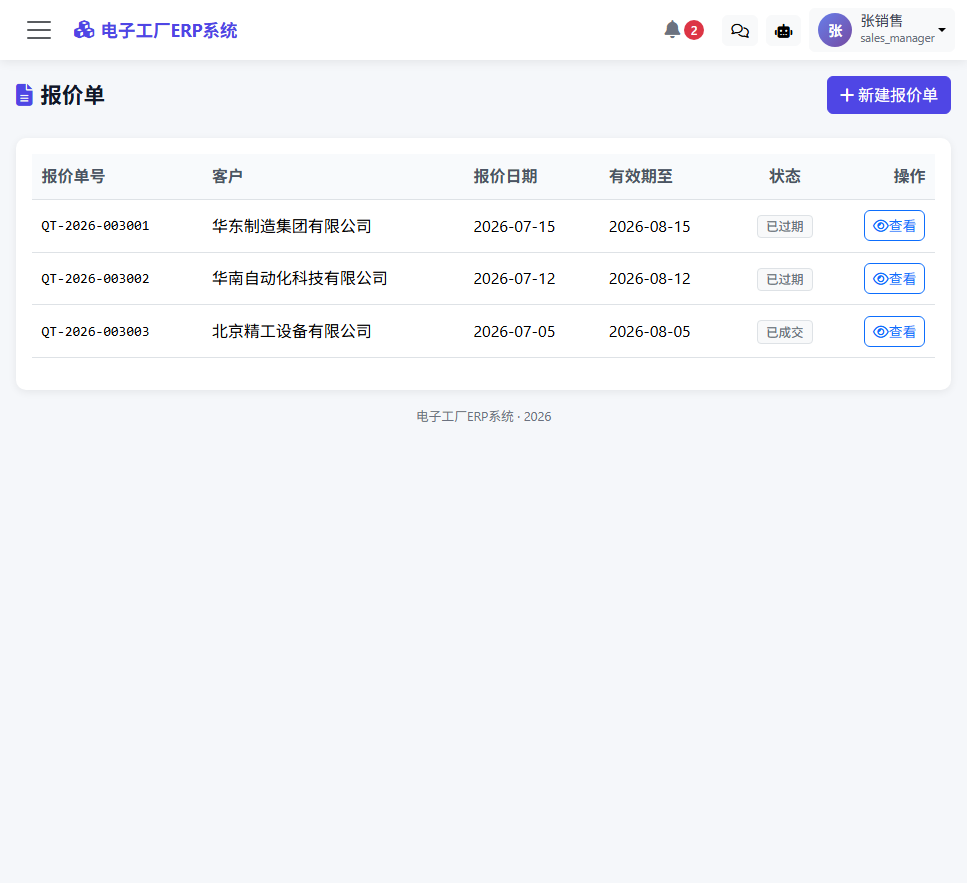 电子工厂ERP系统
2
张
张销售
sales_manager
报价单
新建报价单
报价单号 客户 报价日期 有效期至 状态 操作
QT-2026-003001 华东制造集团有限公司 2026-07-15 2026-08-15 已过期 查看
QT-2026-003002 华南自动化科技有限公司 2026-07-12 2026-08-12 已过期 查看
QT-2026-003003 北京精工设备有限公司 2026-07-05 2026-08-05 已成交 查看
电子工厂ERP系统 · 2026